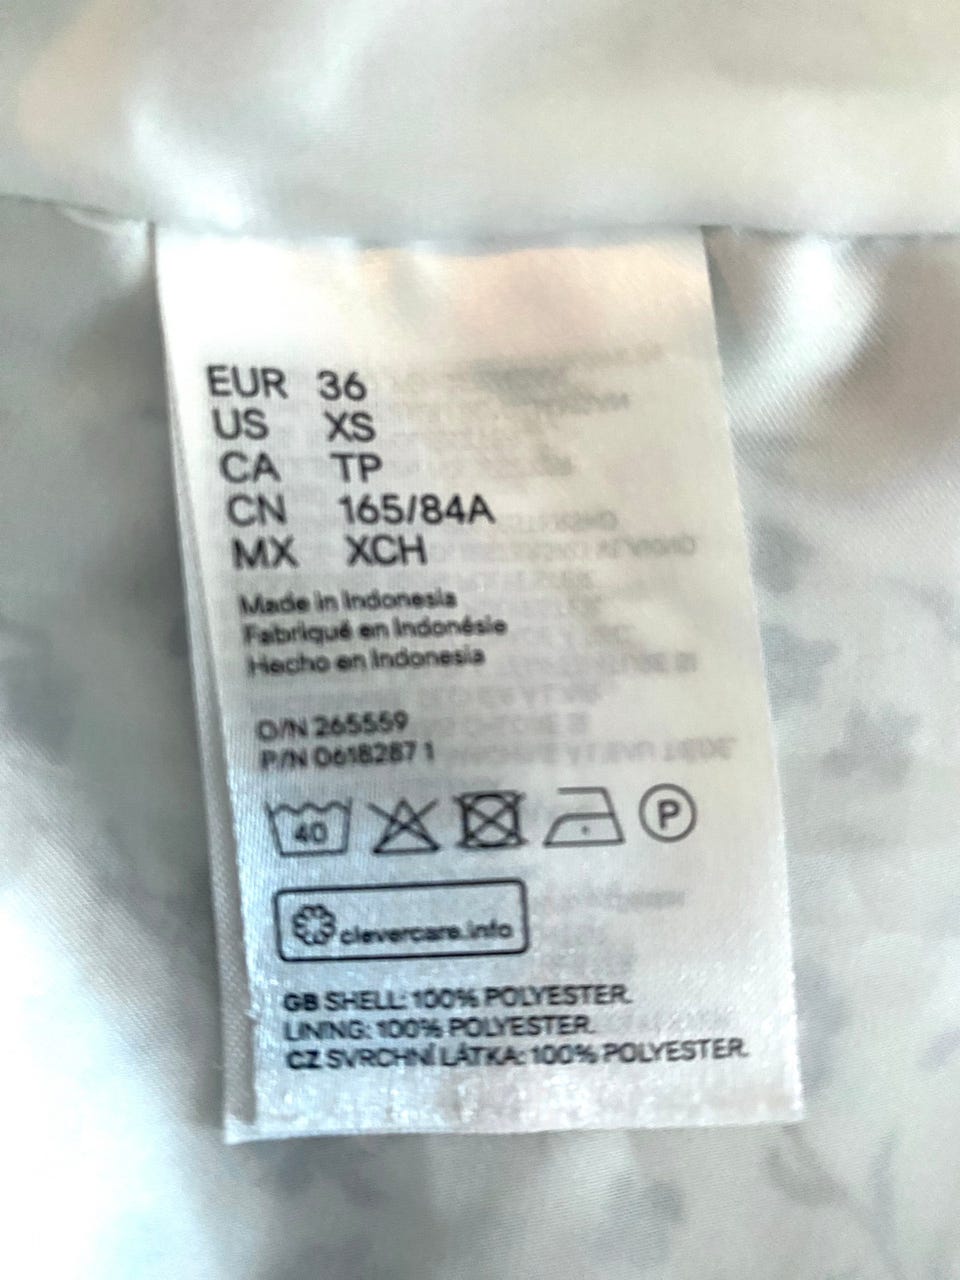 EUR 36
US XS
CA TP
CN 165/84A
MX XCH
Made in Indonesia
Fabriqué en Indonésie
Hecho en Indonesia
O/N 265559
P/N 0618287 1
40 P
clevercare.info
GB SHELL: 100% POLYESTER.
LINING: 100% POLYESTER.
CZ SVRCHNÍ LÁTKA: 100% POLYESTER.